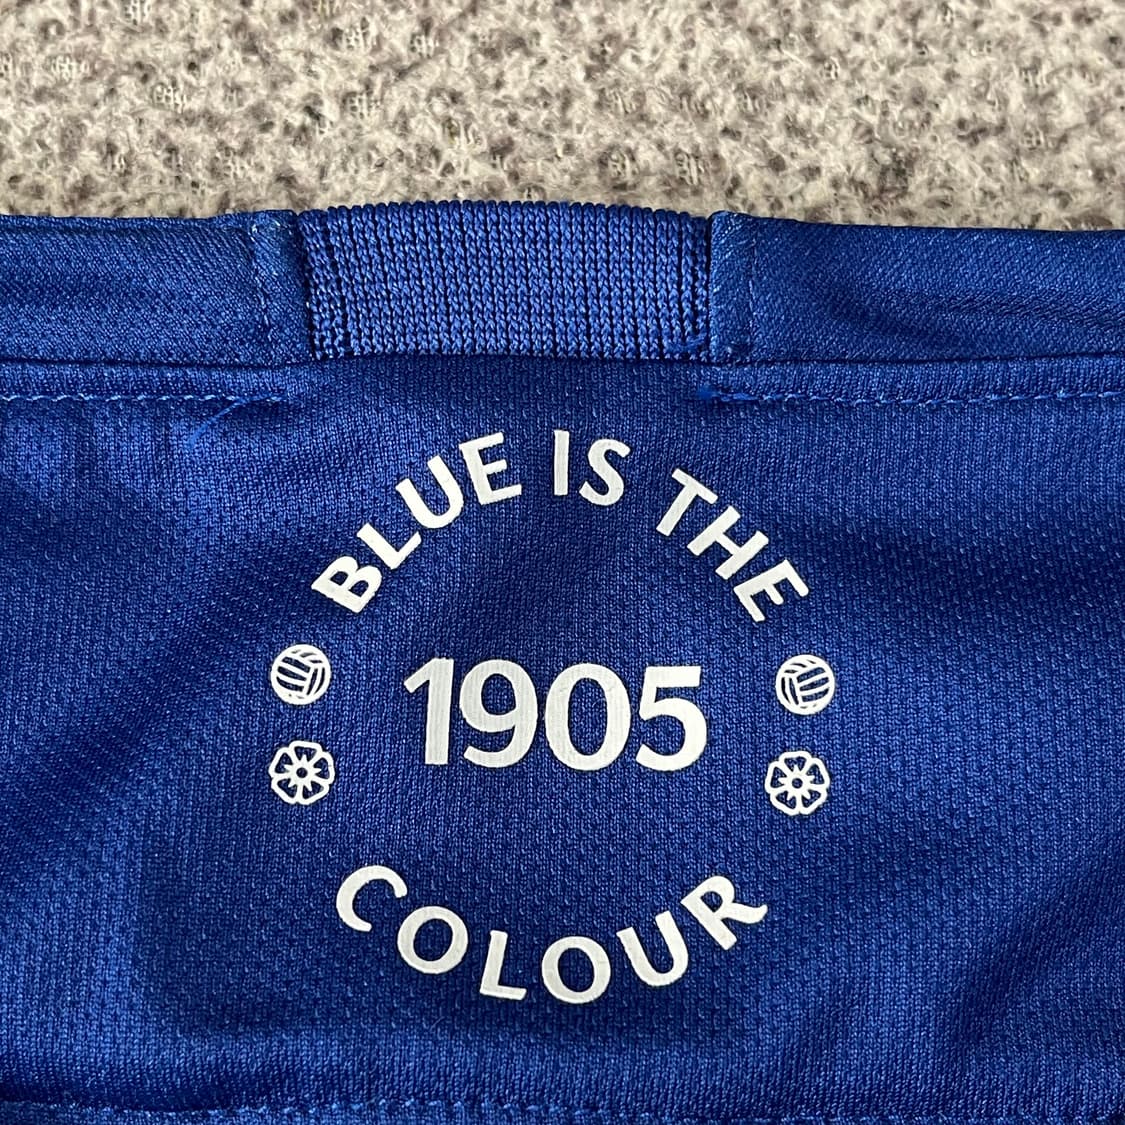 BLUE IS THE
1905
COLOUR